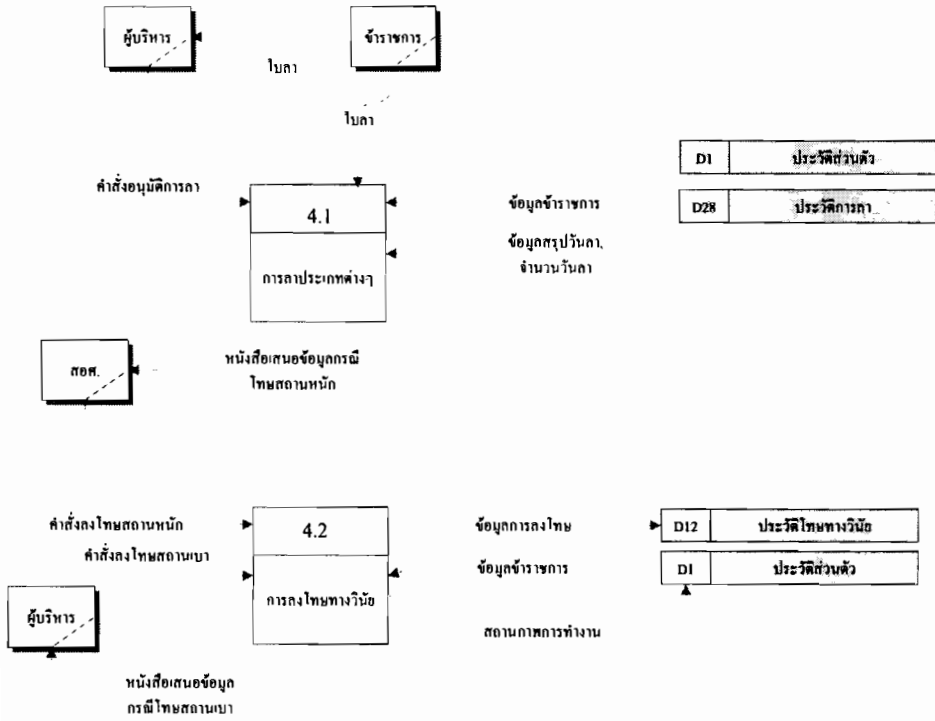 ผู้บริหาร
ข้าราชการ
ใบลา
ใบลา
D1 ประวัติส่วนตัว
คำสั่งอนุมัติการลา
4.1
ข้อมูลข้าราชการ
D28 ประวัติการลา
ข้อมูลสรุปวันลา,
จำนวนวันลา
การลาประเภทต่างๆ
สอศ.
หนังสือเสนอข้อมูลกรณี
โทษสถานหนัก
คำสั่งลงโทษสถานหนัก
4.2
ข้อมูลการลงโทษ
D12 ประวัติโทษทางวินัย
คำสั่งลงโทษสถานเบา
ข้อมูลข้าราชการ
D1 ประวัติส่วนตัว
การลงโทษทางวินัย
ผู้บริหาร
สถานภาพการทำงาน
หนังสือเสนอข้อมูล
กรณีโทษสถานเบา